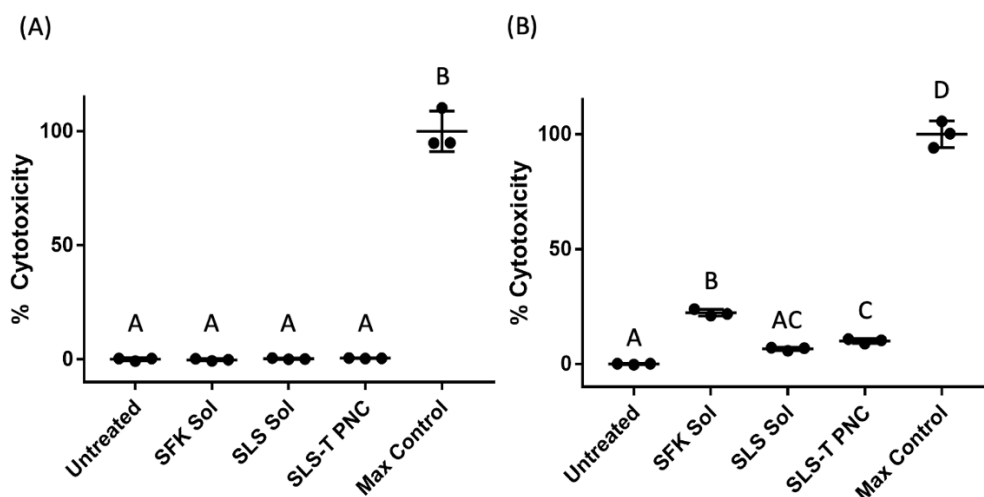 (A)
% Cytotoxicity
100
50
0
A
A
A
A
B
Untreated
SFK Sol
SLS Sol
SLS-T PNC
Max Control
(B)
% Cytotoxicity
100
50
0
A
B
AC
C
D
Untreated
SFK Sol
SLS Sol
SLS-T PNC
Max Control